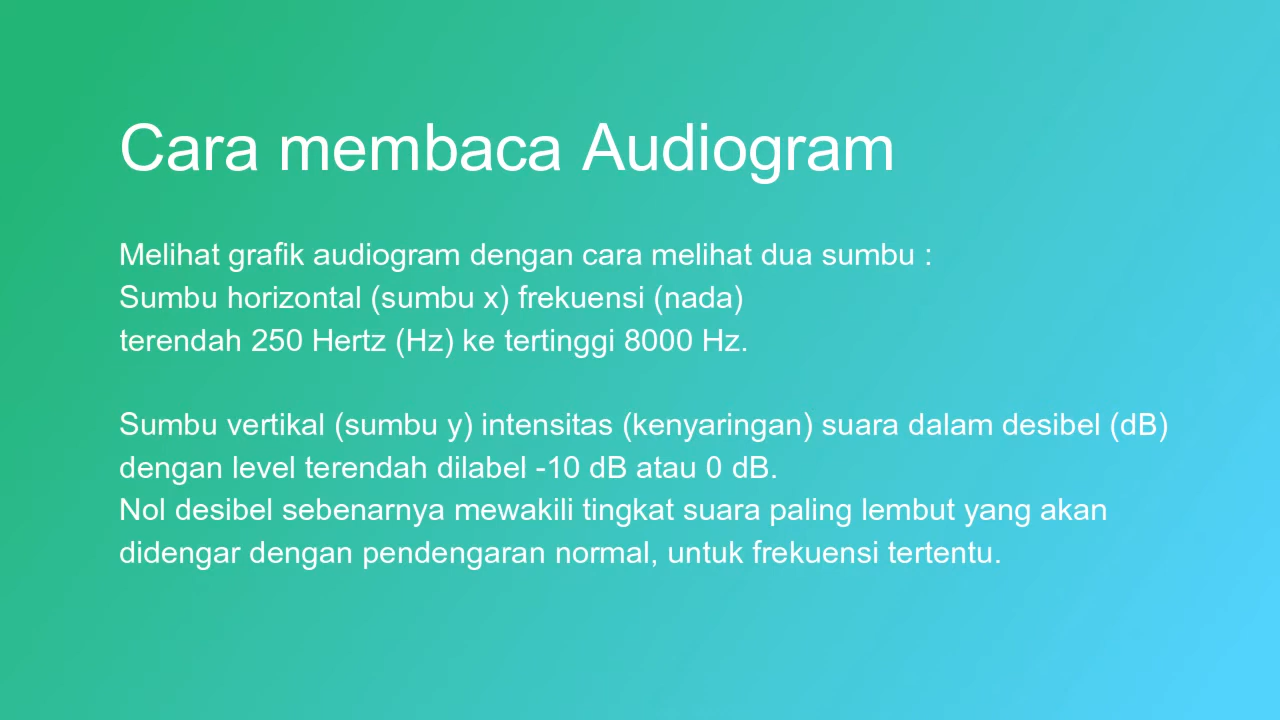 Cara membaca Audiogram
Melihat grafik audiogram dengan cara melihat dua sumbu :
Sumbu horizontal (sumbu x) frekuensi (nada)
terendah 250 Hertz (Hz) ke tertinggi 8000 Hz.
Sumbu vertikal (sumbu y) intensitas (kenyaringan) suara dalam desibel (dB)
dengan level terendah dilabel -10 dB atau 0 dB.
Nol desibel sebenarnya mewakili tingkat suara paling lembut yang akan
didengar dengan pendengaran normal, untuk frekuensi tertentu.